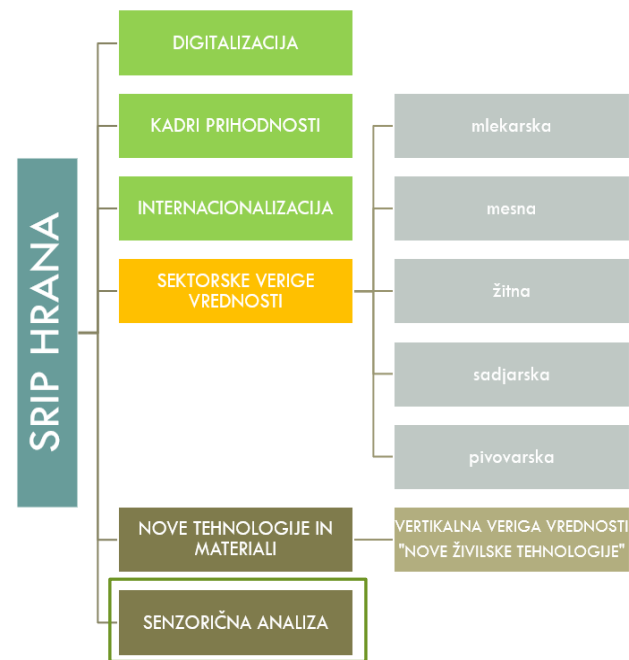 SRIP HRANA
DIGITALIZACIJA
KADRI PRIHODNOSTI
INTERNACIONALIZACIJA
SEKTORSKE VERIGE
VREDNOSTI
mlekarska
mesna
žitna
sadjarska
pivovarska
NOVE TEHNOLOGIJE IN
MATERIALI
VERTIKALNA VERIGA VREDNOSTI
"NOVE ŽIVILSKE TEHNOLOGIJE"
SENZORIČNA ANALIZA